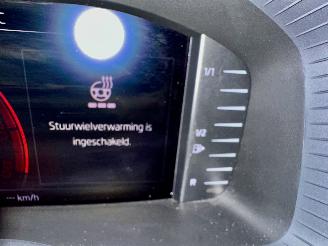 1/1
Stuurwielverwarming is
ingeschakeld.
1/2
R
--- km/h